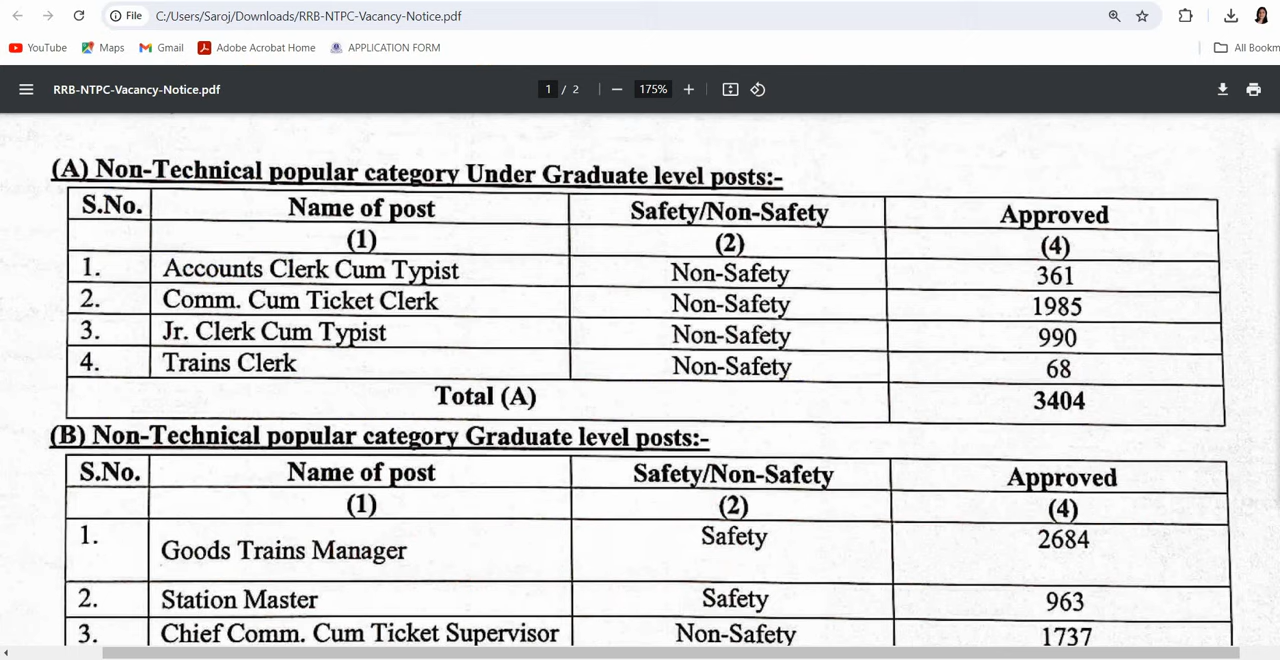 File C:/Users/Saroj/Downloads/RRB-NTPC-Vacancy-Notice.pdf
YouTube Maps Gmail Adobe Acrobat Home APPLICATION FORM All Bookm
RRB-NTPC-Vacancy-Notice.pdf 1 / 2 − 175% +
(A) Non-Technical popular category Under Graduate level posts:-
S.No. Name of post Safety/Non-Safety Approved
(1) (2) (4)
1. Accounts Clerk Cum Typist Non-Safety 361
2. Comm. Cum Ticket Clerk Non-Safety 1985
3. Jr. Clerk Cum Typist Non-Safety 990
4. Trains Clerk Non-Safety 68
Total (A) 3404
(B) Non-Technical popular category Graduate level posts:-
S.No. Name of post Safety/Non-Safety Approved
(1) (2) (4)
1. Goods Trains Manager Safety 2684
2. Station Master Safety 963
3. Chief Comm. Cum Ticket Supervisor Non-Safety 1737